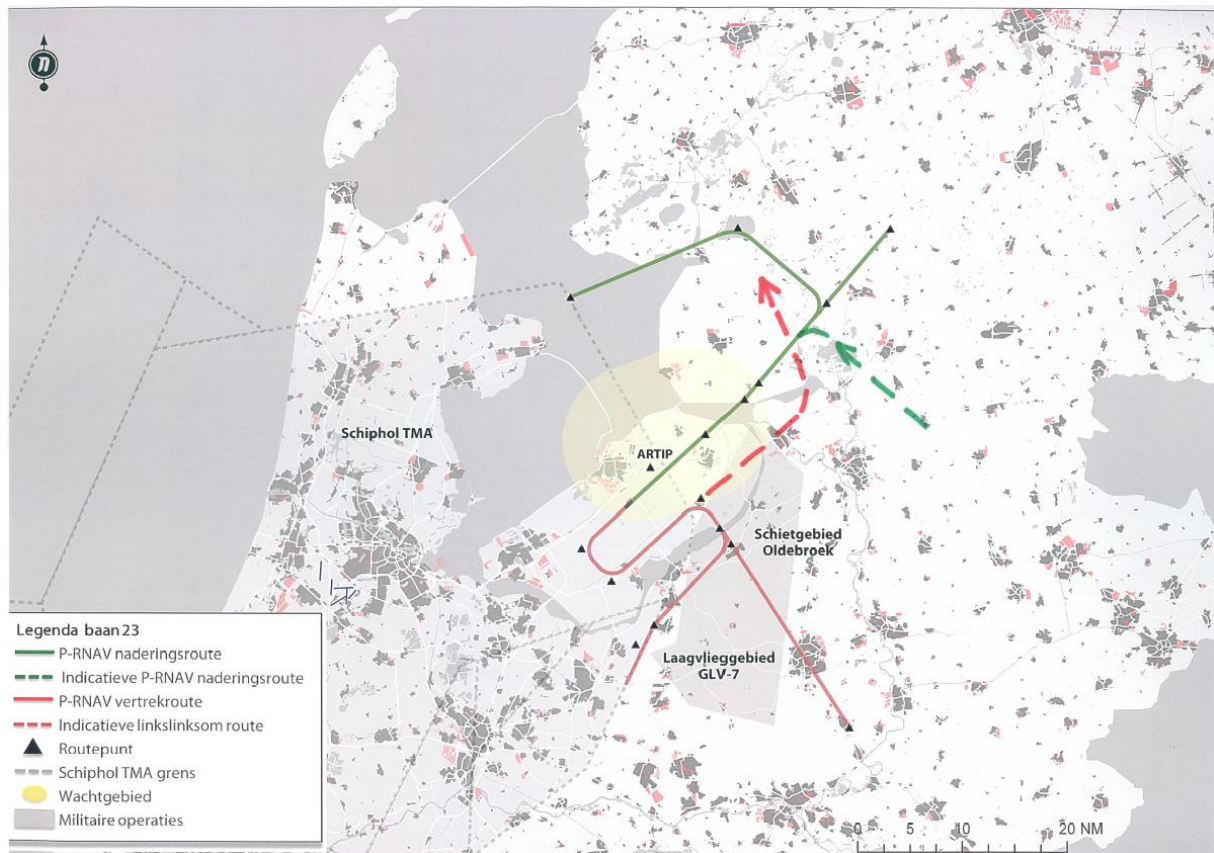 n
Schiphol TMA
ARTIP
Schietgebied
Oldebroek
Laagvlieggebied
GLV-7
Legenda baan 23
P-RNAV naderingsroute
Indicatieve P-RNAV naderingsroute
P-RNAV vertrekroute
Indicatieve linkslinksom route
Routepunt
Schiphol TMA grens
Wachtgebied
Militaire operaties
0 5 10 20 NM